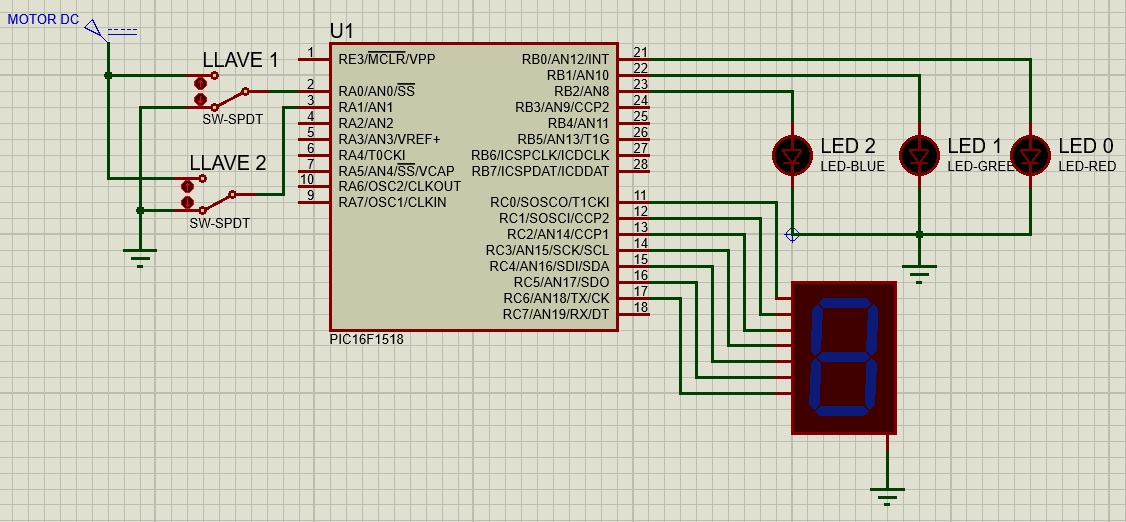 MOTOR DC
LLAVE 1
SW-SPDT
LLAVE 2
SW-SPDT
U1
1 RE3/MCLR/VPP
2 RA0/AN0/SS
3 RA1/AN1
4 RA2/AN2
5 RA3/AN3/VREF+
6 RA4/T0CKI
7 RA5/AN4/SS/VCAP
10 RA6/OSC2/CLKOUT
9 RA7/OSC1/CLKIN
RB0/AN12/INT 21
RB1/AN10 22
RB2/AN8 23
RB3/AN9/CCP2 24
RB4/AN11 25
RB5/AN13/T1G 26
RB6/ICSPCLK/ICDCLK 27
RB7/ICSPDAT/ICDDAT 28
RC0/SOSCO/T1CKI 11
RC1/SOSCI/CCP2 12
RC2/AN14/CCP1 13
RC3/AN15/SCK/SCL 14
RC4/AN16/SDI/SDA 15
RC5/AN17/SDO 16
RC6/AN18/TX/CK 17
RC7/AN19/RX/DT 18
PIC16F1518
LED 2
LED-BLUE
LED 1
LED-GREE
LED 0
LED-RED